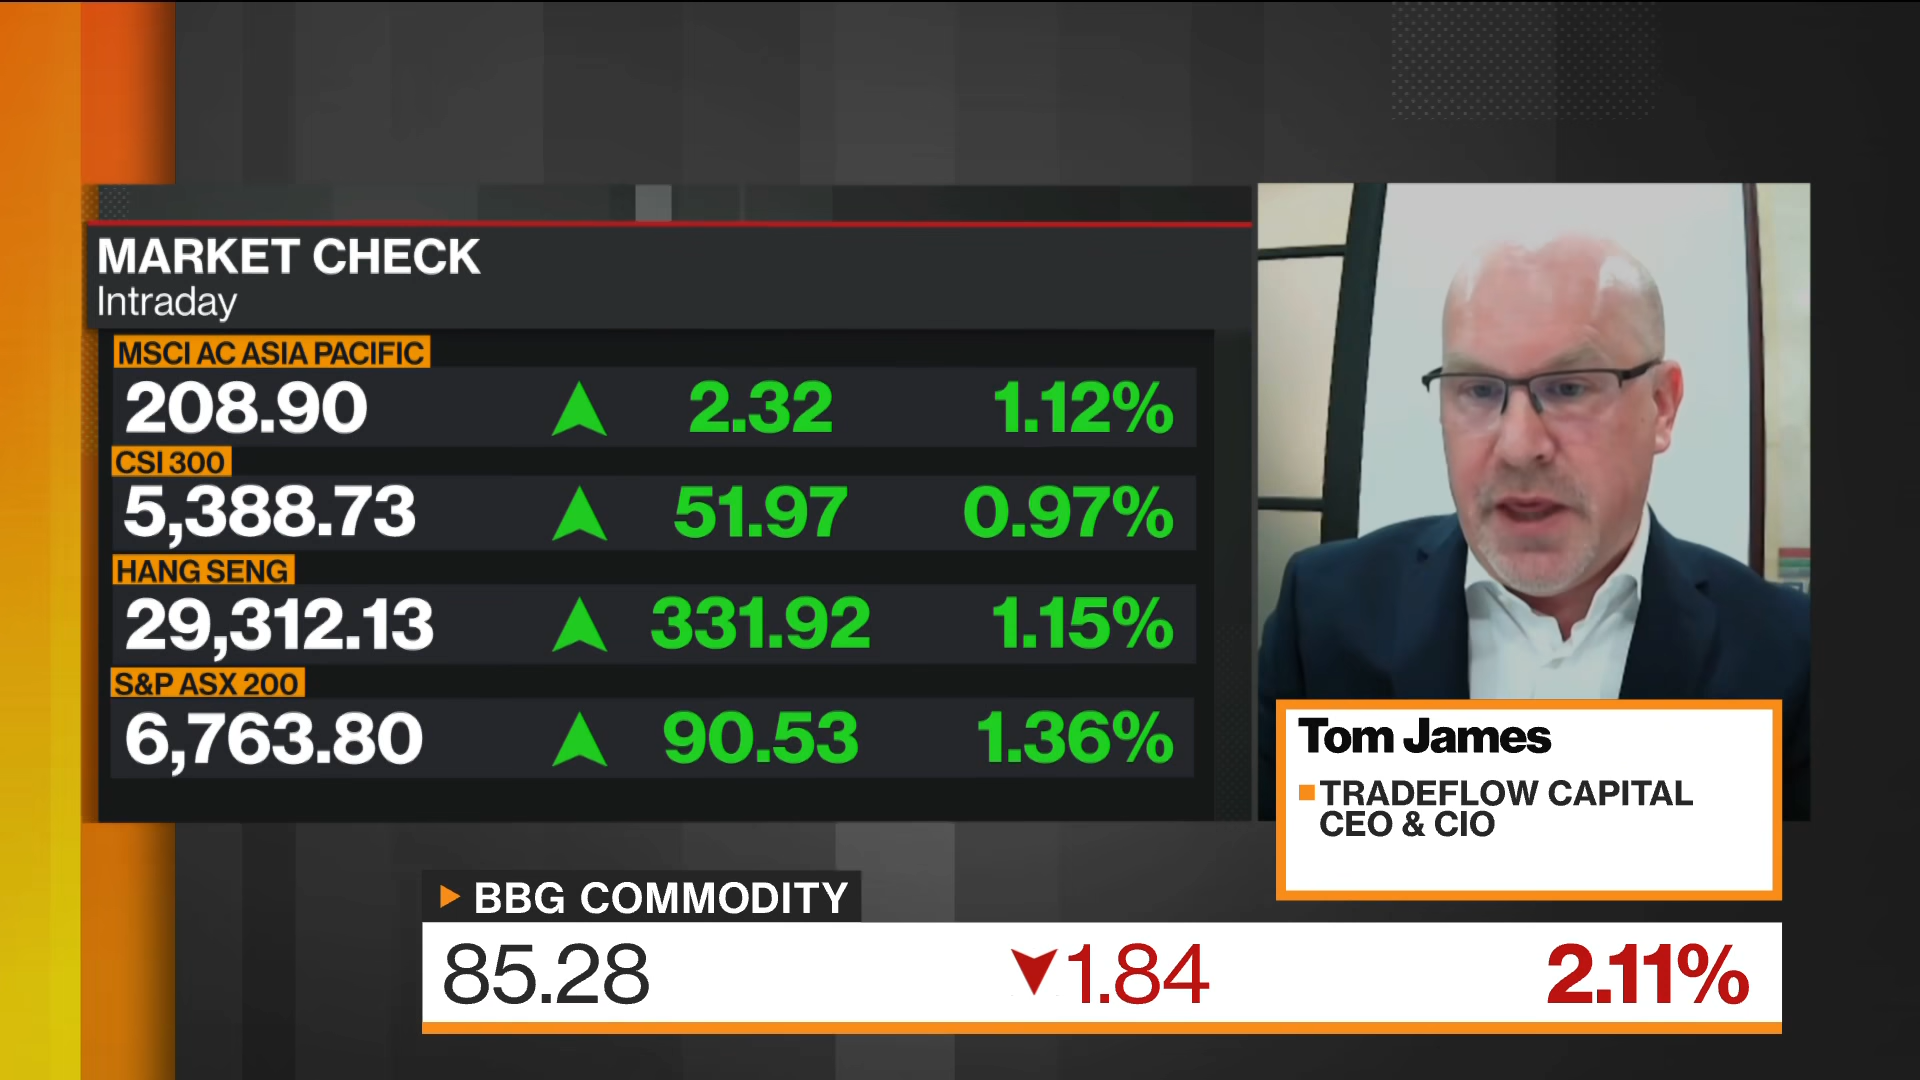 MARKET CHECK
Intraday
MSCI AC ASIA PACIFIC
208.90 2.32 1.12%
CSI 300
5,388.73 51.97 0.97%
HANG SENG
29,312.13 331.92 1.15%
S&P ASX 200
6,763.80 90.53 1.36%
Tom James
TRADEFLOW CAPITAL
CEO & CIO
BBG COMMODITY
85.28 1.84 2.11%